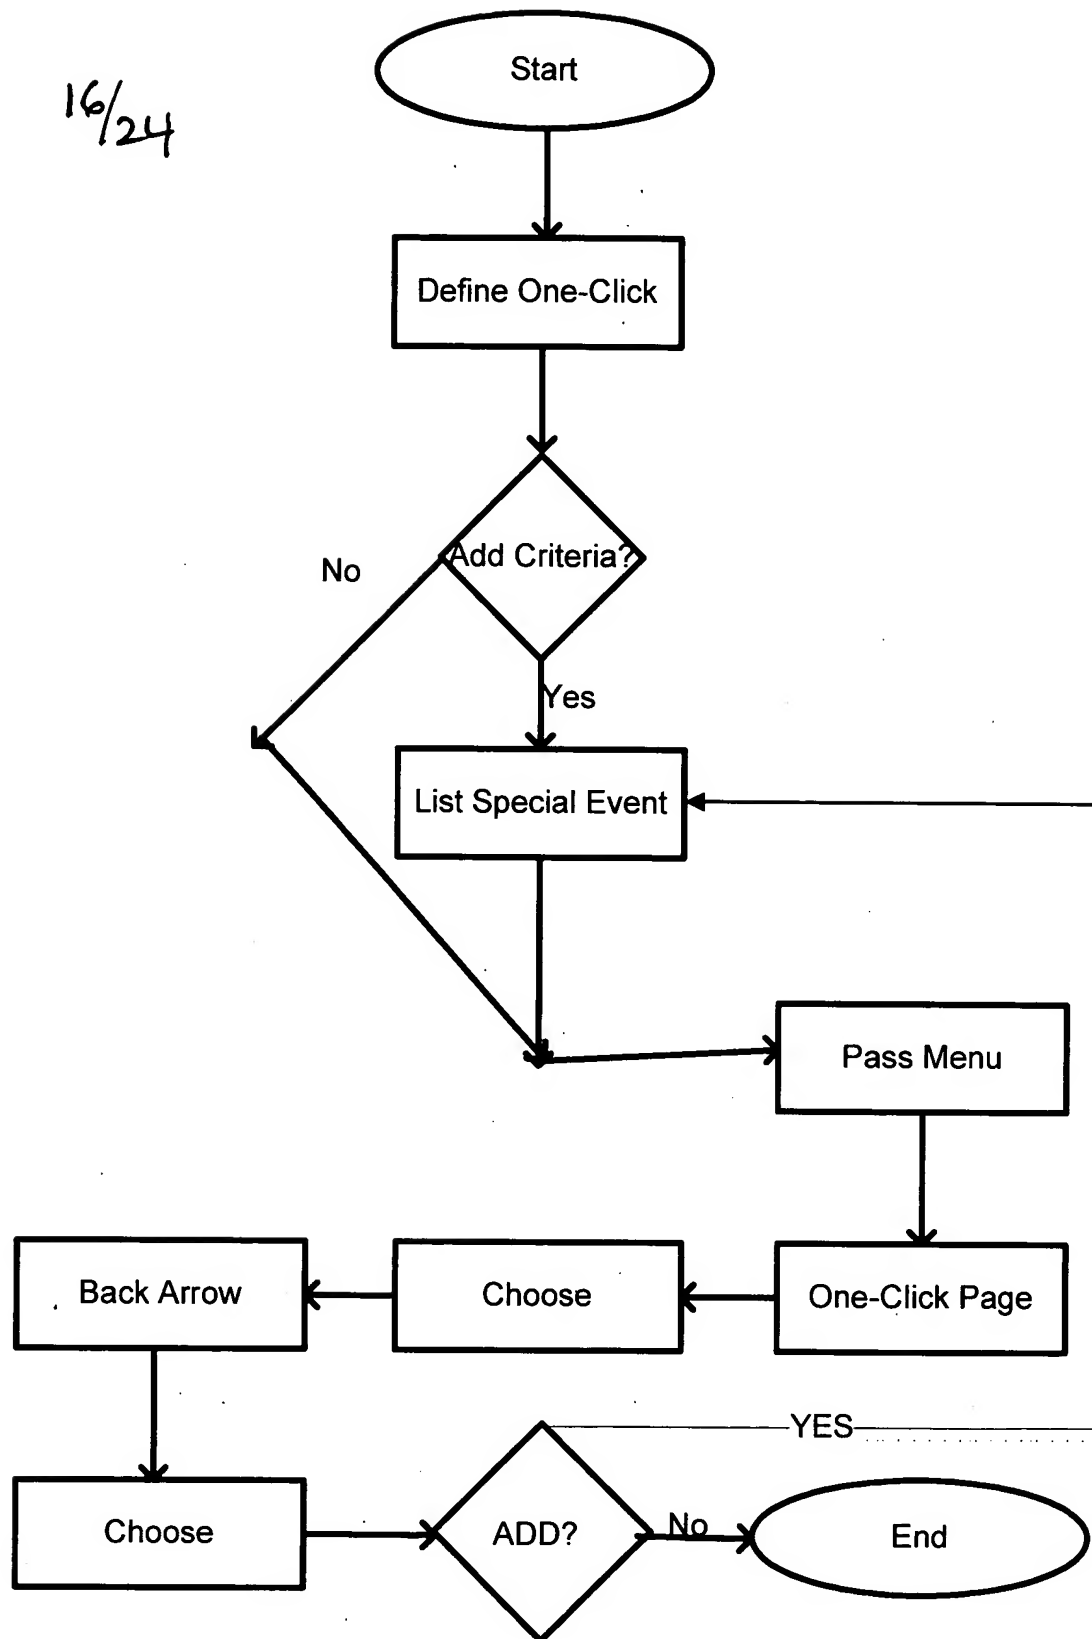 Start
16/24
Define One-Click
Add Criteria?
No
Yes
List Special Event
Pass Menu
Back Arrow
Choose
One-Click Page
YES
Choose
ADD?
No
End